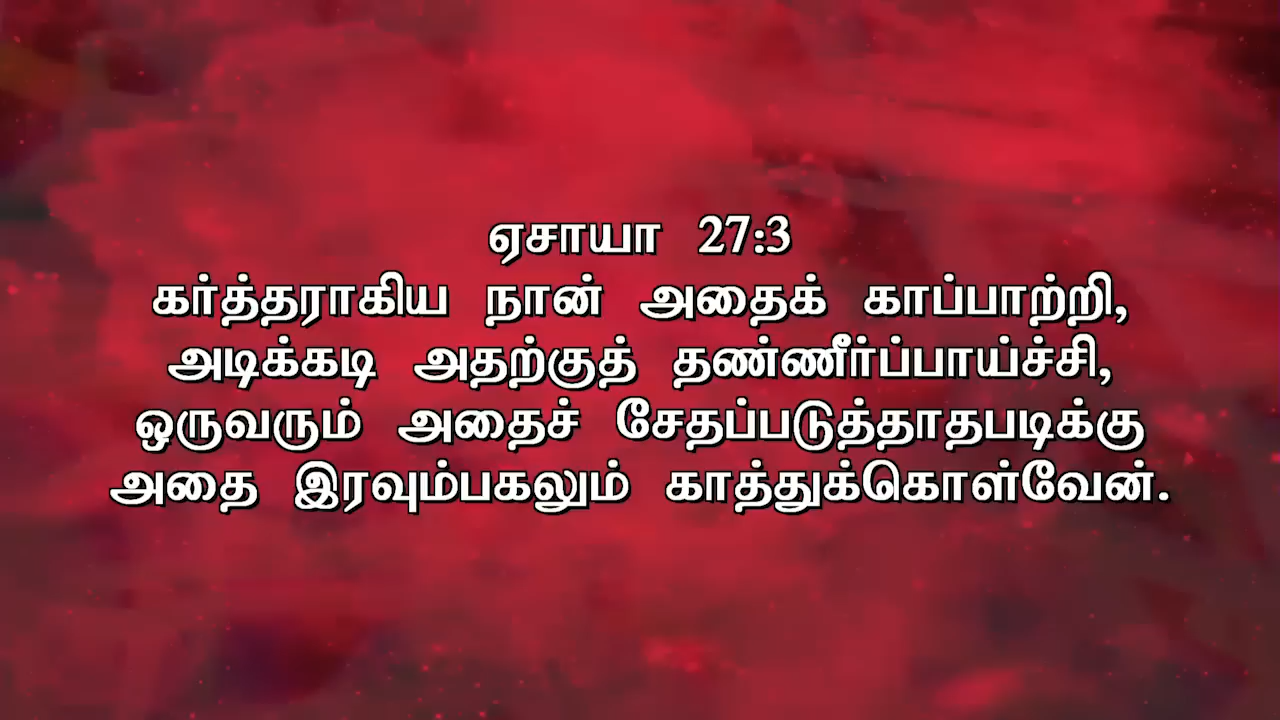 ஏசாயா 27:3
கர்த்தராகிய நான் அதைக் காப்பாற்றி,
அடிக்கடி அதற்குத் தண்ணீர்ப்பாய்ச்சி,
ஒருவரும் அதைச் சேதப்படுத்தாதபடிக்கு
அதை இரவும்பகலும் காத்துக்கொள்வேன்.